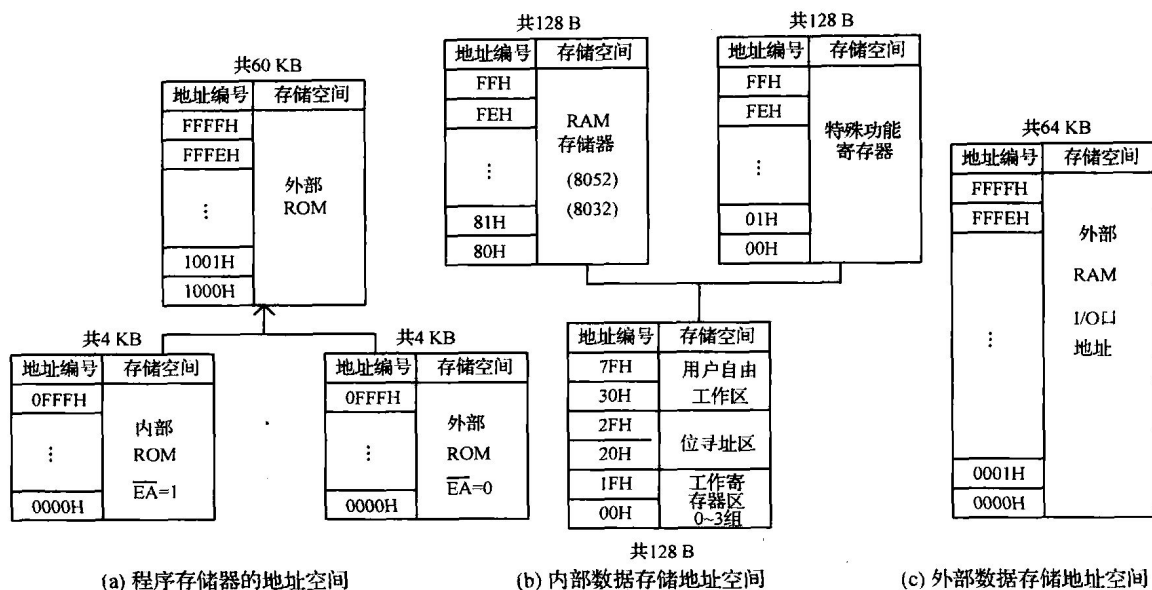 共60 KB
地址编号 存储空间
FFFFH
FFFEH
⋮
1001H
1000H
外部
ROM
共4 KB
地址编号 存储空间
0FFFH
⋮
0000H
内部
ROM
EA=1
共4 KB
地址编号 存储空间
0FFFH
⋮
0000H
外部
ROM
EA=0
(a) 程序存储器的地址空间
共128 B
地址编号 存储空间
FFH
FEH
⋮
81H
80H
RAM
存储器
(8052)
(8032)
共128 B
地址编号 存储空间
FFH
FEH
⋮
01H
00H
特殊功能
寄存器
地址编号 存储空间
7FH
30H
用户自由
工作区
2FH
20H
位寻址区
1FH
00H
工作寄
存器区
0~3组
共128 B
(b) 内部数据存储地址空间
共64 KB
地址编号 存储空间
FFFFH
FFFEH
⋮
0001H
0000H
外部
RAM
I/O口
地址
(c) 外部数据存储地址空间